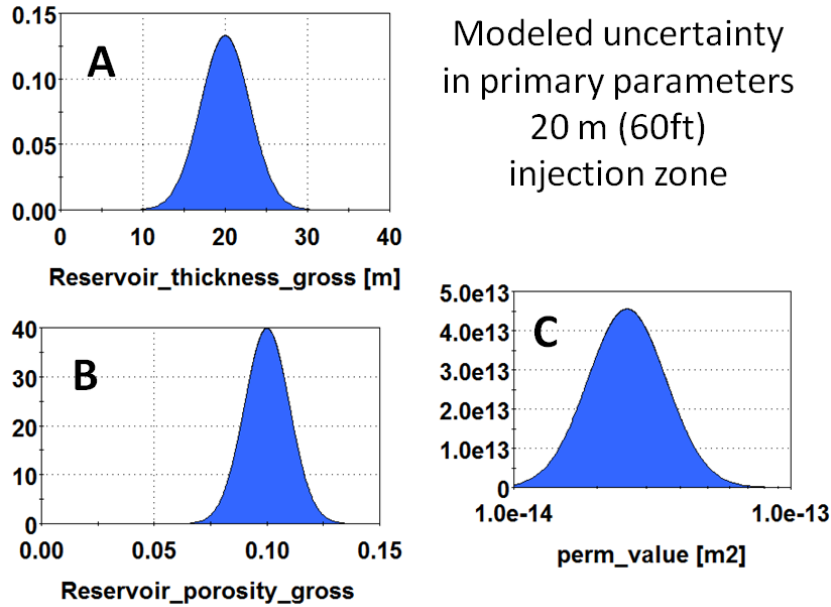 Modeled uncertainty
in primary parameters
20 m (60ft)
injection zone
A
0.15
0.10
0.05
0.00
0 10 20 30 40
Reservoir_thickness_gross [m]
B
40
30
20
10
0
0.00 0.05 0.10 0.15
Reservoir_porosity_gross
C
5.0e13
4.0e13
3.0e13
2.0e13
1.0e13
0
1.0e-14 1.0e-13
perm_value [m2]